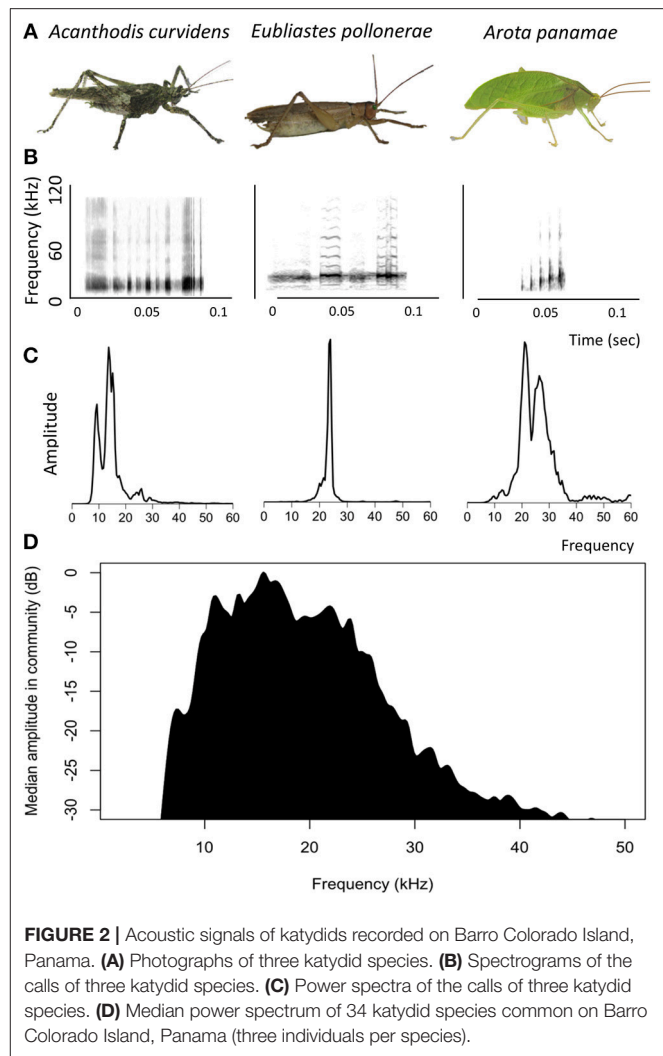 A Acanthodis curvidens Eubliastes pollonerae Arota panamae
B
Frequency (kHz)
120
60
0
0 0.05 0.1 0 0.05 0.1 0 0.05 0.1
Time (sec)
C
Amplitude
0 10 20 30 40 50 60 0 10 20 30 40 50 60 0 10 20 30 40 50 60
Frequency
D
Median amplitude in community (dB)
0
-5
-10
-15
-20
-25
-30
10 20 30 40 50
Frequency (kHz)
FIGURE 2 | Acoustic signals of katydids recorded on Barro Colorado Island,
Panama. (A) Photographs of three katydid species. (B) Spectrograms of the
calls of three katydid species. (C) Power spectra of the calls of three katydid
species. (D) Median power spectrum of 34 katydid species common on Barro
Colorado Island, Panama (three individuals per species).